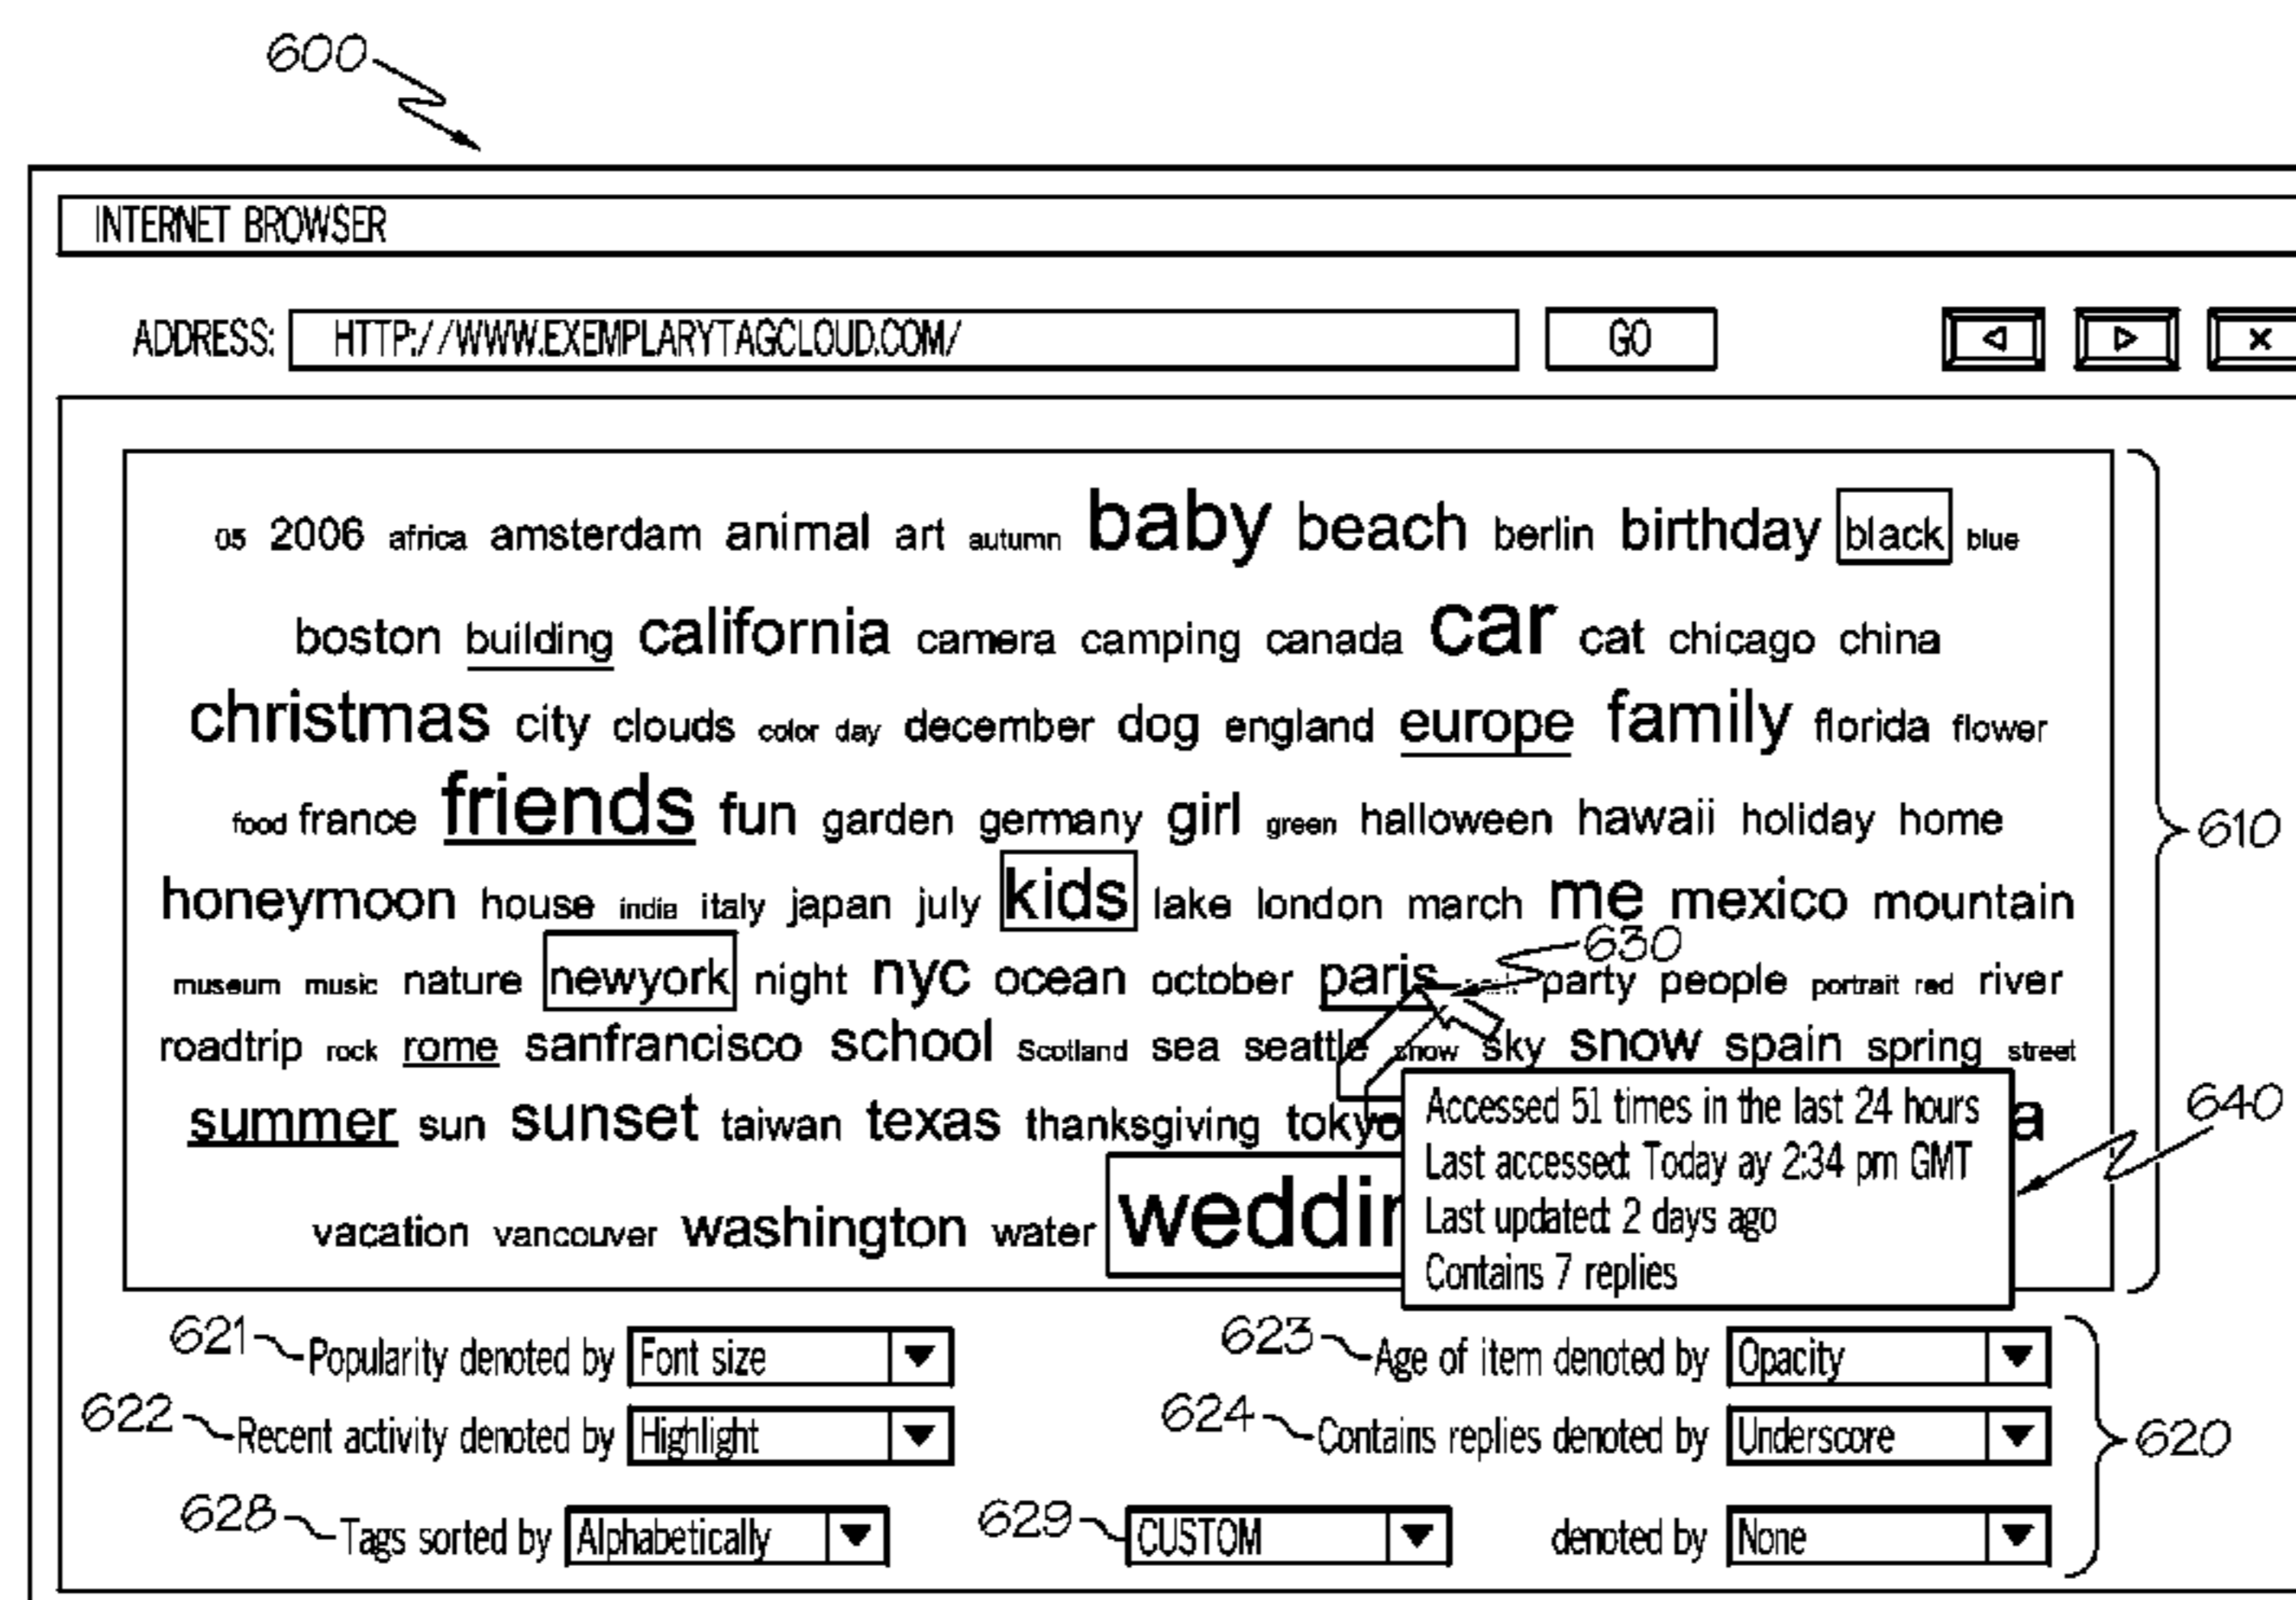 600
INTERNET BROWSER
ADDRESS: HTTP://WWW.EXEMPLARYTAGCLOUD.COM/ GO
05 2006 africa amsterdam animal art autumn baby beach berlin birthday black blue
boston building california camera camping canada car cat chicago china
christmas city clouds color day december dog england europe family florida flower
food france friends fun garden germany girl green halloween hawaii holiday home
610
honeymoon house india italy japan july kids lake london march me mexico mountain
630
museum music nature newyork night nyc ocean october paris party people portrait red river
roadtrip rock rome sanfrancisco school Scotland sea seattle show sky snow spain spring street
summer sun sunset taiwan texas thanksgiving tokyo
Accessed 51 times in the last 24 hours
640
Last accessed: Today ay 2:34 pm GMT
Last updated: 2 days ago
Contains 7 replies
vacation vancouver washington water
621 Popularity denoted by Font size
623 Age of item denoted by Opacity
622 Recent activity denoted by Highlight
624 Contains replies denoted by Underscore
620
628 Tags sorted by Alphabetically
629 CUSTOM denoted by None